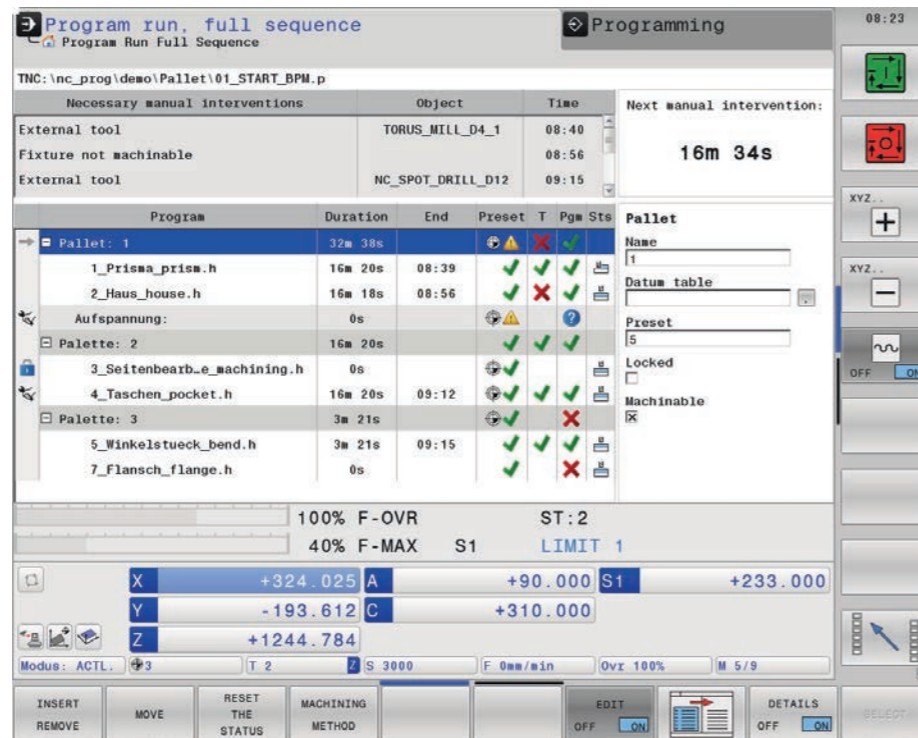 Program run, full sequence
Program Run Full Sequence
Programming
08:23
TNC:\nc_prog\demo\Pallet\01_START_BPM.p
Necessary manual interventions Object Time
External tool TORUS_MILL_D4_1 08:40
Fixture not machinable 08:56
External tool NC_SPOT_DRILL_D12 09:15
Next manual intervention:
16m 34s
Program Duration End Preset T Pgm Sts
Pallet: 1 32m 38s
1_Prisma_prism.h 16m 20s 08:39
2_Haus_house.h 16m 18s 08:56
Aufspannung: 0s
Palette: 2 16m 20s
3_Seitenbearb…e_machining.h 0s
4_Taschen_pocket.h 16m 20s 09:12
Palette: 3 3m 21s
5_Winkelstueck_bend.h 3m 21s 09:15
7_Flansch_flange.h 0s
Pallet
Name
1
Datum table
Preset
5
Locked
Machinable
XYZ..
XYZ..
OFF ON
100% F-OVR ST:2
40% F-MAX S1 LIMIT 1
X +324.025 A +90.000 S1 +233.000
Y -193.612 C +310.000
Z +1244.784
Modus: ACTL. 3 T 2 Z S 3000 F 0mm/min Ovr 100% M 5/9
INSERT
REMOVE
MOVE
RESET
THE
STATUS
MACHINING
METHOD
EDIT
OFF ON
DETAILS
OFF ON
SELECT